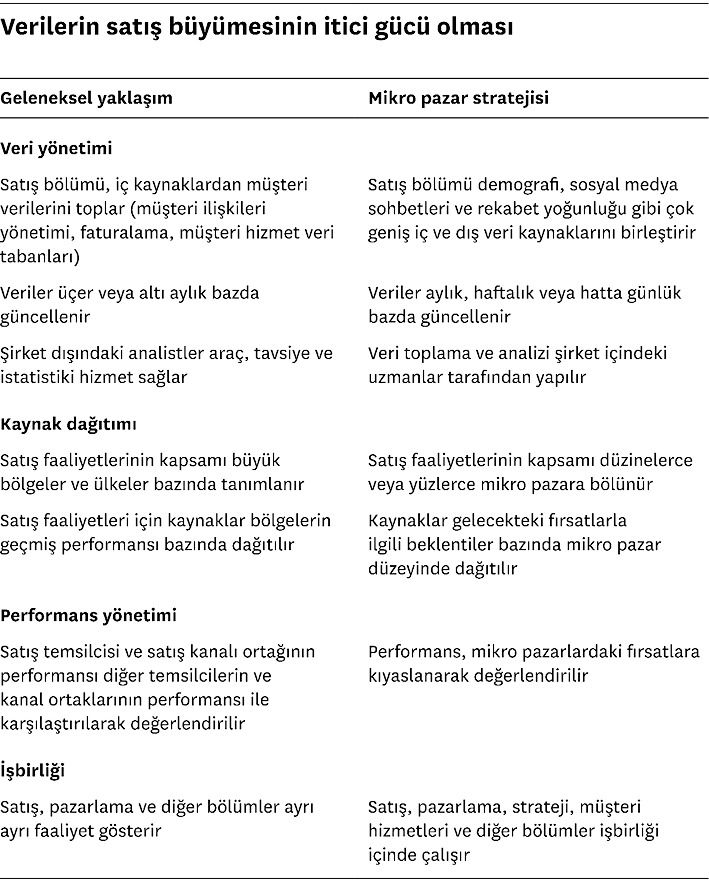 Verilerin satış büyümesinin itici gücü olması
Geleneksel yaklaşım
Mikro pazar stratejisi
Veri yönetimi
Satış bölümü, iç kaynaklardan müşteri
verilerini toplar (müşteri ilişkileri
yönetimi, faturalama, müşteri hizmet veri
tabanları)
Satış bölümü demografi, sosyal medya
sohbetleri ve rekabet yoğunluğu gibi çok
geniş iç ve dış veri kaynaklarını birleştirir
Veriler üçer veya altı aylık bazda
güncellenir
Veriler aylık, haftalık veya hatta günlük
bazda güncellenir
Şirket dışındaki analistler araç, tavsiye ve
istatistiki hizmet sağlar
Veri toplama ve analizi şirket içindeki
uzmanlar tarafından yapılır
Kaynak dağıtımı
Satış faaliyetlerinin kapsamı büyük
bölgeler ve ülkeler bazında tanımlanır
Satış faaliyetlerinin kapsamı düzinelerce
veya yüzlerce mikro pazara bölünür
Satış faaliyetleri için kaynaklar bölgelerin
geçmiş performansı bazında dağıtılır
Kaynaklar gelecekteki fırsatlarla
ilgili beklentiler bazında mikro pazar
düzeyinde dağıtılır
Performans yönetimi
Satış temsilcisi ve satış kanalı ortağının
performansı diğer temsilcilerin ve
kanal ortaklarının performansı ile
karşılaştırılarak değerlendirilir
Performans, mikro pazarlardaki fırsatlara
kıyaslanarak değerlendirilir
İşbirliği
Satış, pazarlama ve diğer bölümler ayrı
ayrı faaliyet gösterir
Satış, pazarlama, strateji, müşteri
hizmetleri ve diğer bölümler işbirliği
içinde çalışır